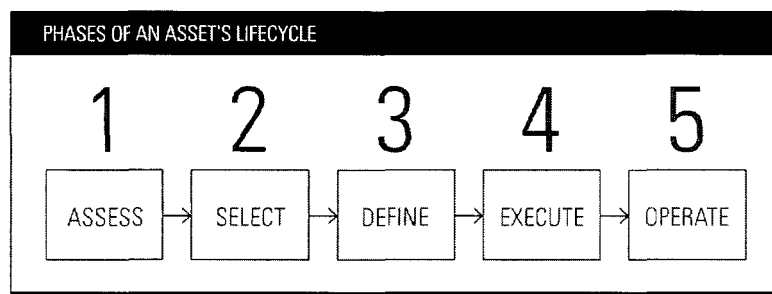 PHASES OF AN ASSET'S LIFECYCLE
1 2 3 4 5
ASSESS SELECT DEFINE EXECUTE OPERATE